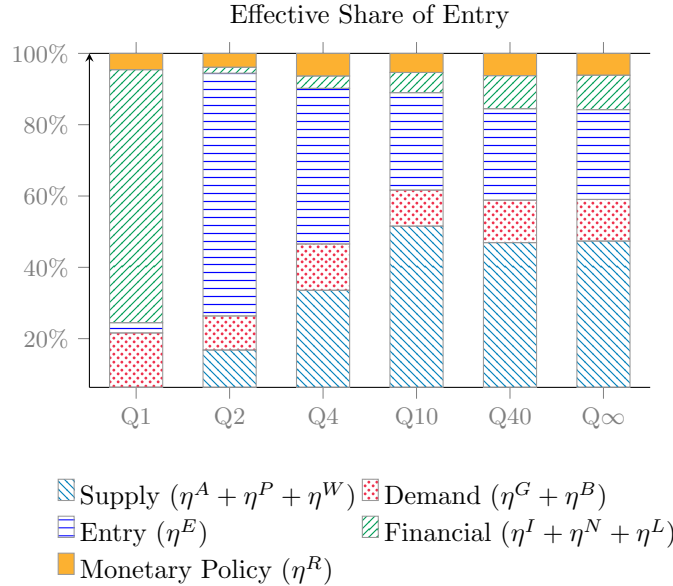 Effective Share of Entry
100%
80%
60%
40%
20%
Q1 Q2 Q4 Q10 Q40 Q∞
Supply (η^A + η^P + η^W) Demand (η^G + η^B)
Entry (η^E) Financial (η^I + η^N + η^L)
Monetary Policy (η^R)